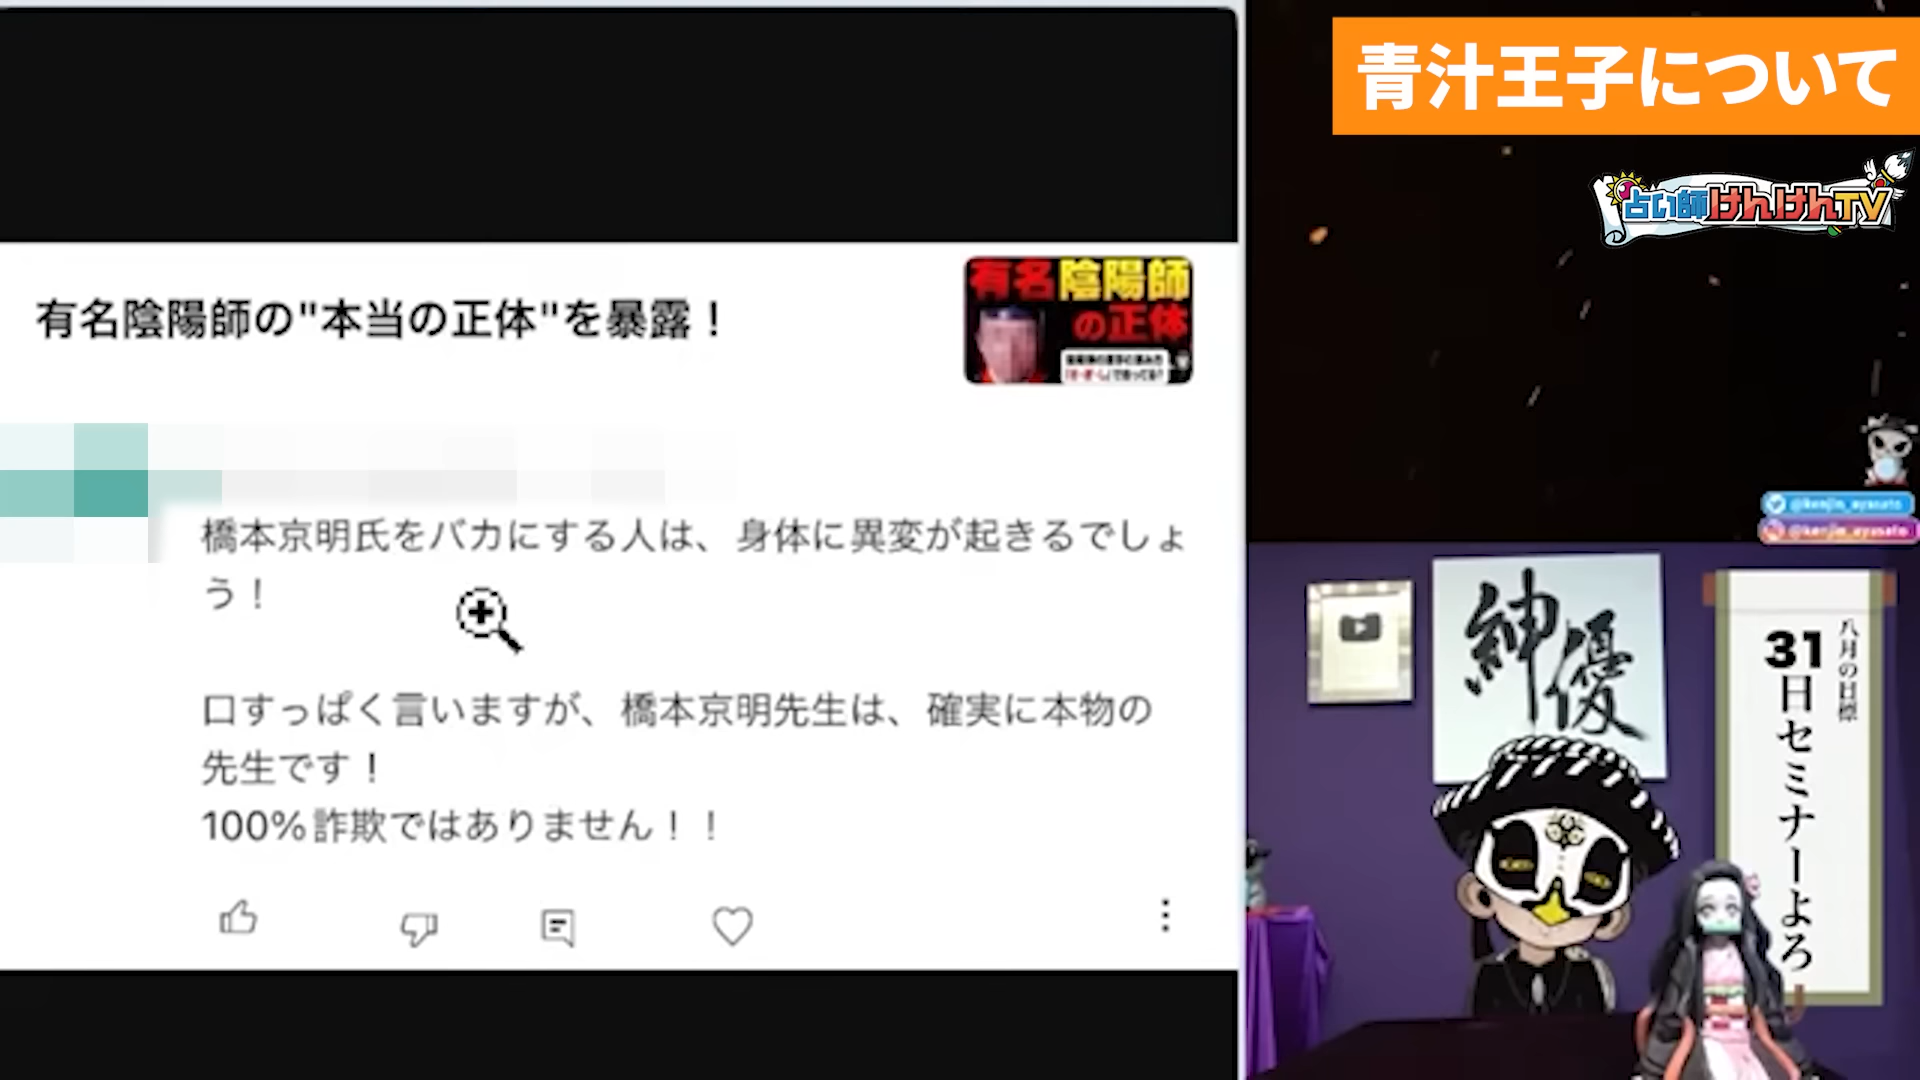 青汁王子について
占い師けんけんTV
有名陰陽師の"本当の正体"を暴露！
有名陰陽師
の正体
橋本京明氏をバカにする人は、身体に異変が起きるでしょ
う！
口すっぱく言いますが、橋本京明先生は、確実に本物の
先生です！
100%詐欺ではありません！！
@kenjin_ayasato
@kenjin_ayasato
紳優
八月の目標
31日セミナーよろ